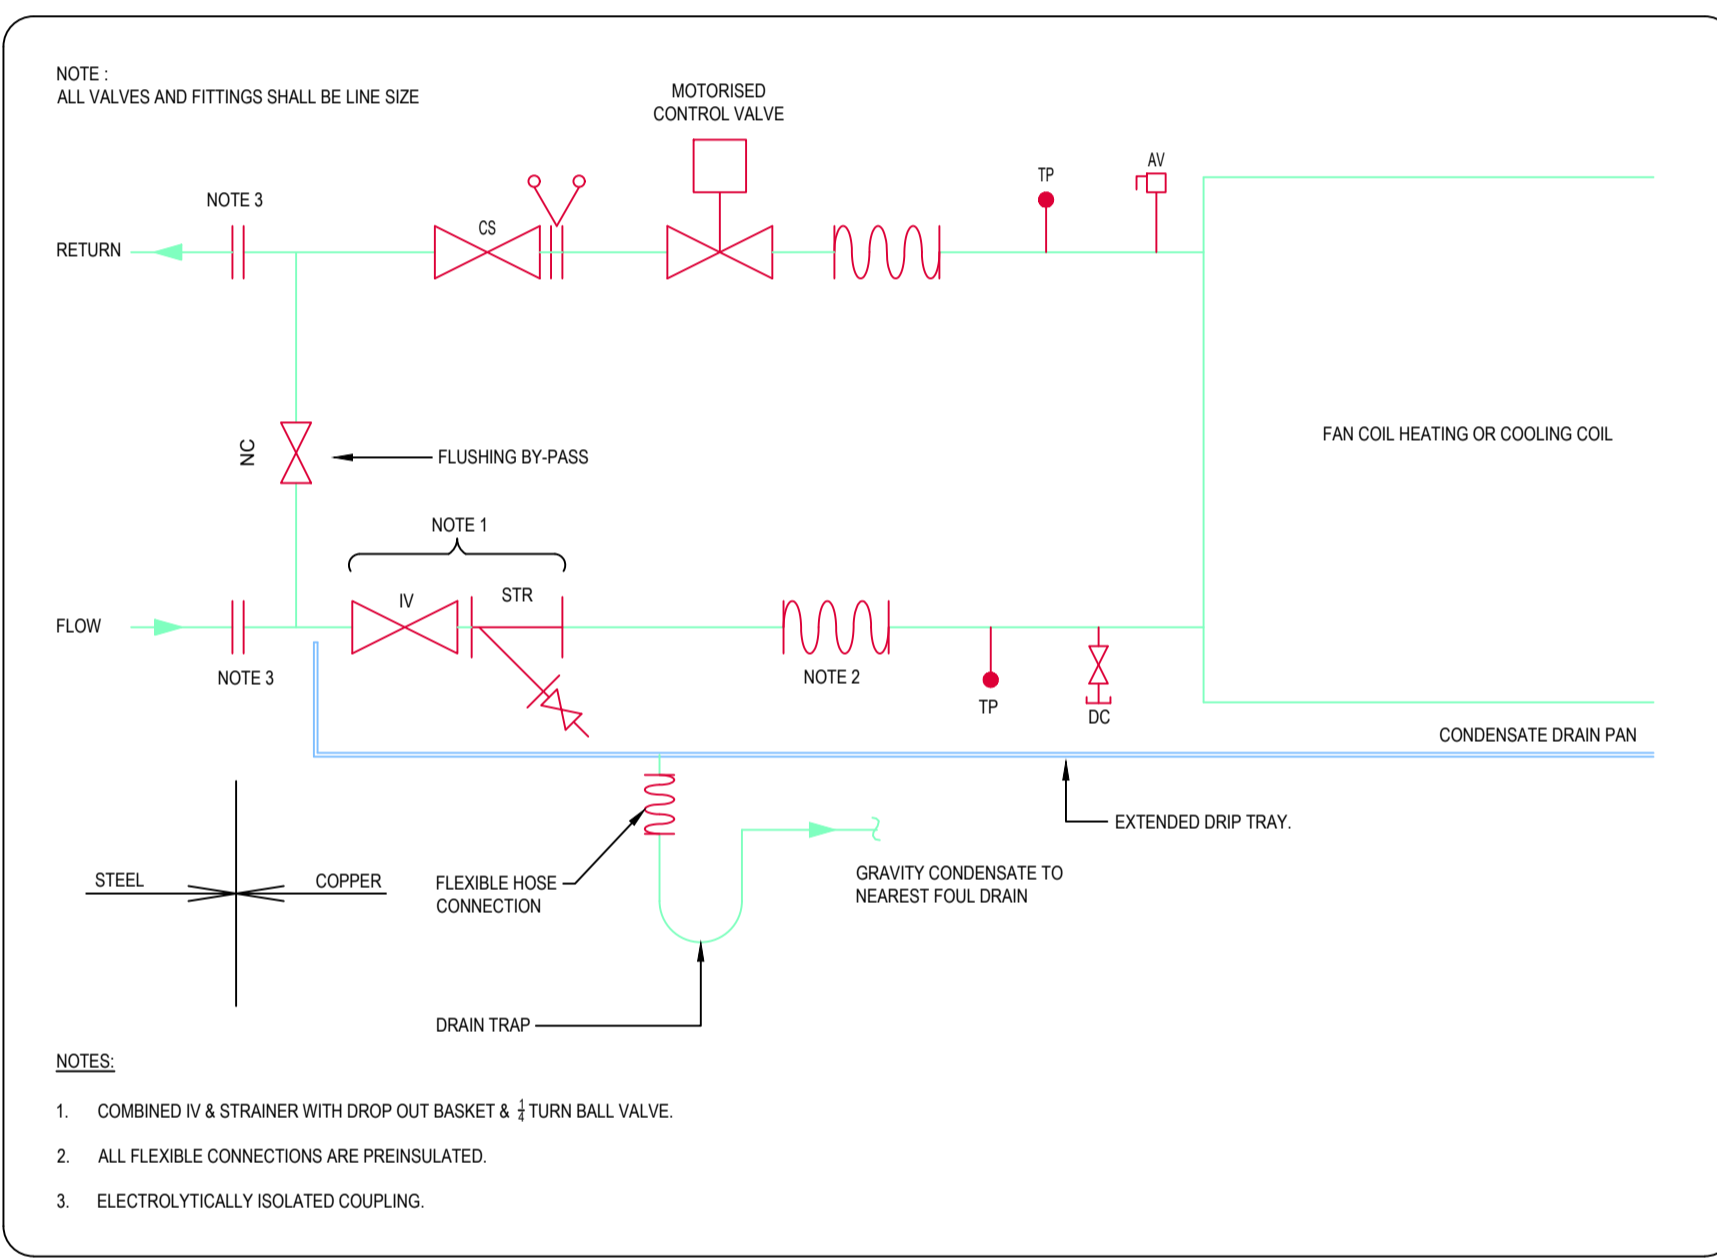 NOTE :
ALL VALVES AND FITTINGS SHALL BE LINE SIZE
MOTORISED
CONTROL VALVE
NOTE 3
CS
TP
AV
RETURN
FAN COIL HEATING OR COOLING COIL
NC
FLUSHING BY-PASS
NOTE 1
IV
STR
FLOW
NOTE 3
NOTE 2
TP
DC
CONDENSATE DRAIN PAN
EXTENDED DRIP TRAY.
STEEL
COPPER
FLEXIBLE HOSE
CONNECTION
GRAVITY CONDENSATE TO
NEAREST FOUL DRAIN
DRAIN TRAP
NOTES:
1. COMBINED IV & STRAINER WITH DROP OUT BASKET & 1/4 TURN BALL VALVE.
2. ALL FLEXIBLE CONNECTIONS ARE PREINSULATED.
3. ELECTROLYTICALLY ISOLATED COUPLING.